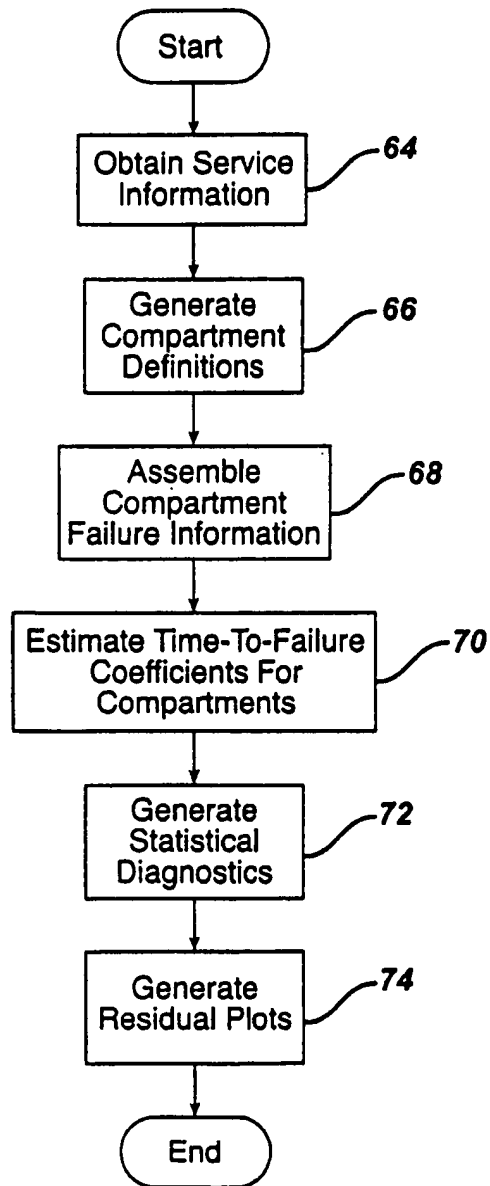 Start
Obtain Service
Information
64
Generate
Compartment
Definitions
66
Assemble
Compartment
Failure Information
68
Estimate Time-To-Failure
Coefficients For
Compartments
70
Generate
Statistical
Diagnostics
72
Generate
Residual Plots
74
End